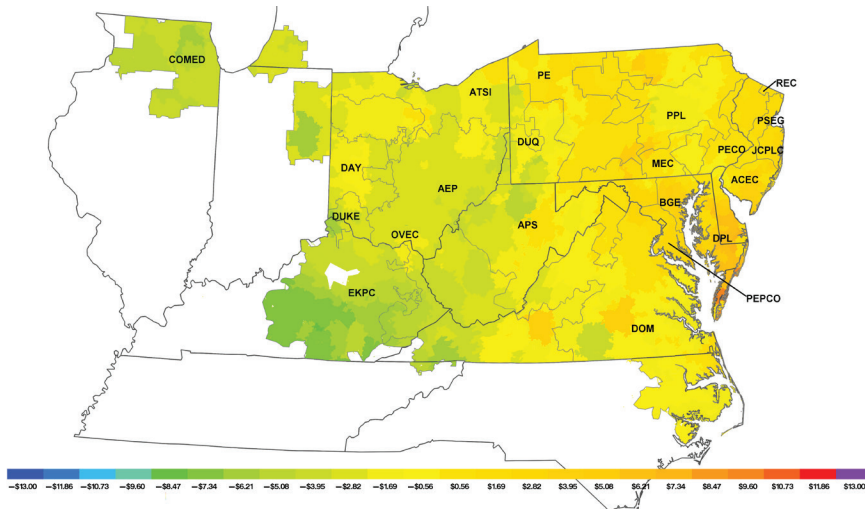 COMED
ATSI
PE
REC
PPL
PSEG
DUQ
PECO
JCPLC
MEC
DAY
ACEC
AEP
BGE
DUKE
APS
OVEC
DPL
EKPC
PEPCO
DOM
–$13.00 –$11.86 –$10.73 –$9.60 –$8.47 –$7.34 –$6.21 –$5.08 –$3.95 –$2.82 –$1.69 –$0.56 $0.56 $1.69 $2.82 $3.95 $5.08 $6.21 $7.34 $8.47 $9.60 $10.73 $11.86 $13.00